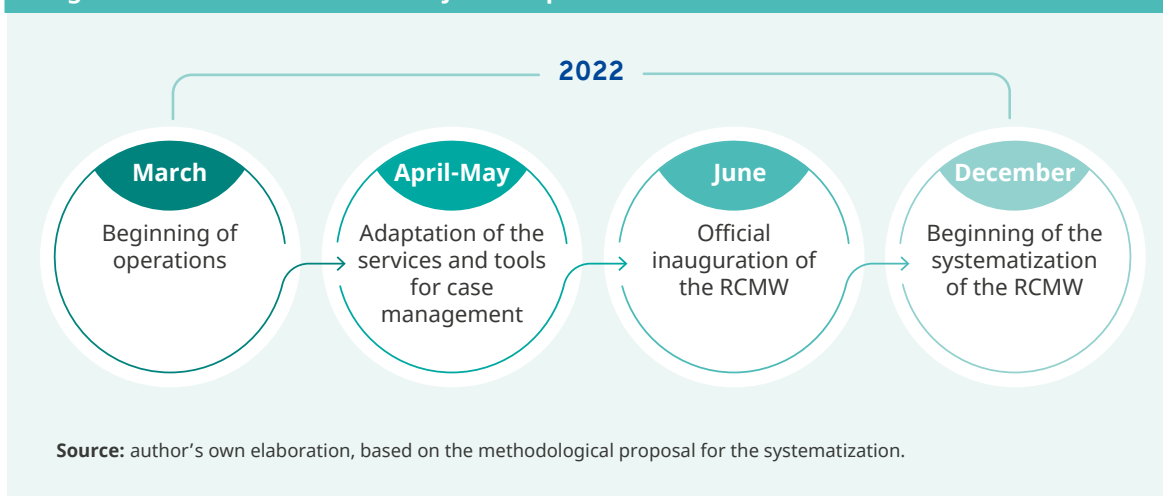 2022
March
Beginning of
operations
April-May
Adaptation of the
services and tools
for case
management
June
Official
inauguration of
the RCMW
December
Beginning of the
systematization
of the RCMW
Source: author’s own elaboration, based on the methodological proposal for the systematization.